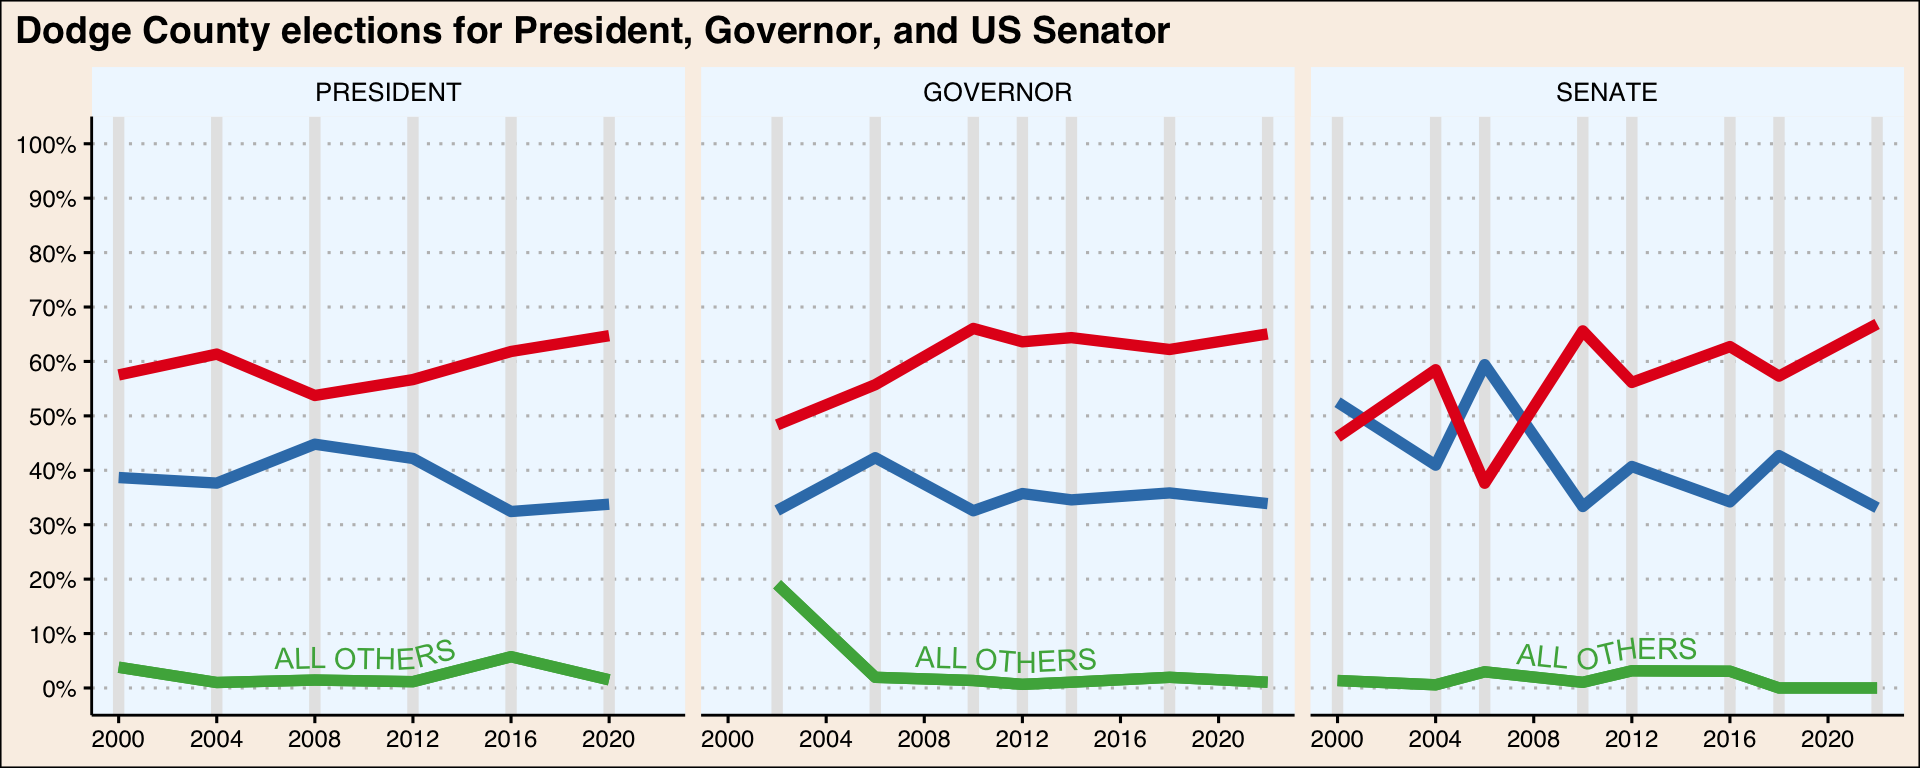 Dodge County elections for President, Governor, and US Senator
PRESIDENT
GOVERNOR
SENATE
100%
90%
80%
70%
60%
50%
40%
30%
20%
10%
0%
ALL OTHERS
ALL OTHERS
ALL OTHERS
2000 2004 2008 2012 2016 2020
2000 2004 2008 2012 2016 2020
2000 2004 2008 2012 2016 2020